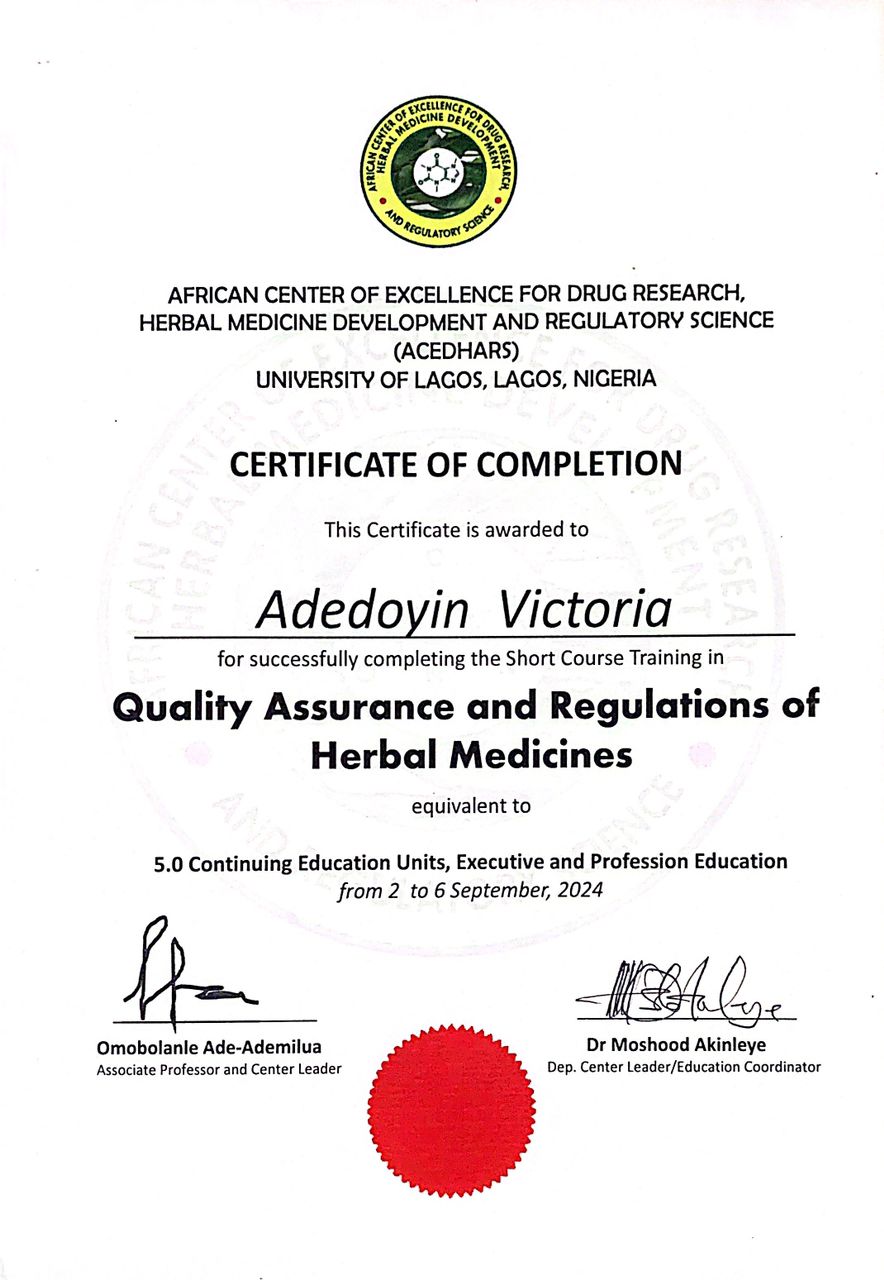 AFRICAN CENTER OF EXCELLENCE FOR DRUG RESEARCH,
HERBAL MEDICINE DEVELOPMENT
AND REGULATORY SCIENCE
AFRICAN CENTER OF EXCELLENCE FOR DRUG RESEARCH,
HERBAL MEDICINE DEVELOPMENT AND REGULATORY SCIENCE
(ACEDHARS)
UNIVERSITY OF LAGOS, LAGOS, NIGERIA
CERTIFICATE OF COMPLETION
This Certificate is awarded to
Adedoyin Victoria
for successfully completing the Short Course Training in
Quality Assurance and Regulations of
Herbal Medicines
equivalent to
5.0 Continuing Education Units, Executive and Profession Education
from 2 to 6 September, 2024
Omobolanle Ade-Ademilua
Associate Professor and Center Leader
Dr Moshood Akinleye
Dep. Center Leader/Education Coordinator